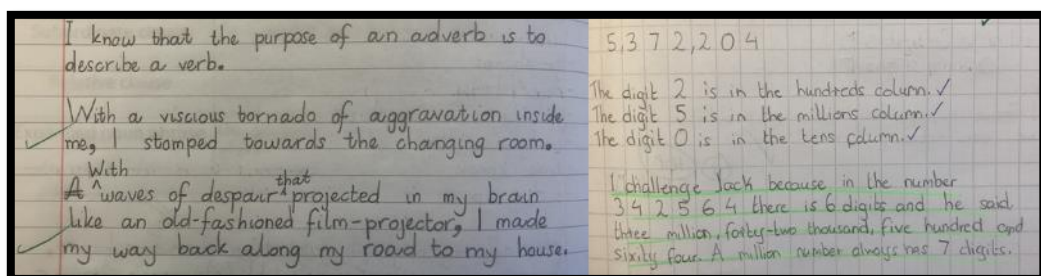 I know that the purpose of an adverb is to
describe a verb.
With a viscious tornado of aggravation inside
me, I stomped towards the changing room.
With
A ^ waves of despair ^ that projected in my brain
like an old-fashioned film-projector, I made
my way back along my road to my house.
5,372,204
The digit 2 is in the hundreds column. ✓
The digit 5 is in the millions column. ✓
The digit 0 is in the tens column. ✓
I challenge Jack because in the number
342564 there is 6 digits and he said
three million, forty-two thousand, five hundred and
sixity four. A million number always has 7 digits.